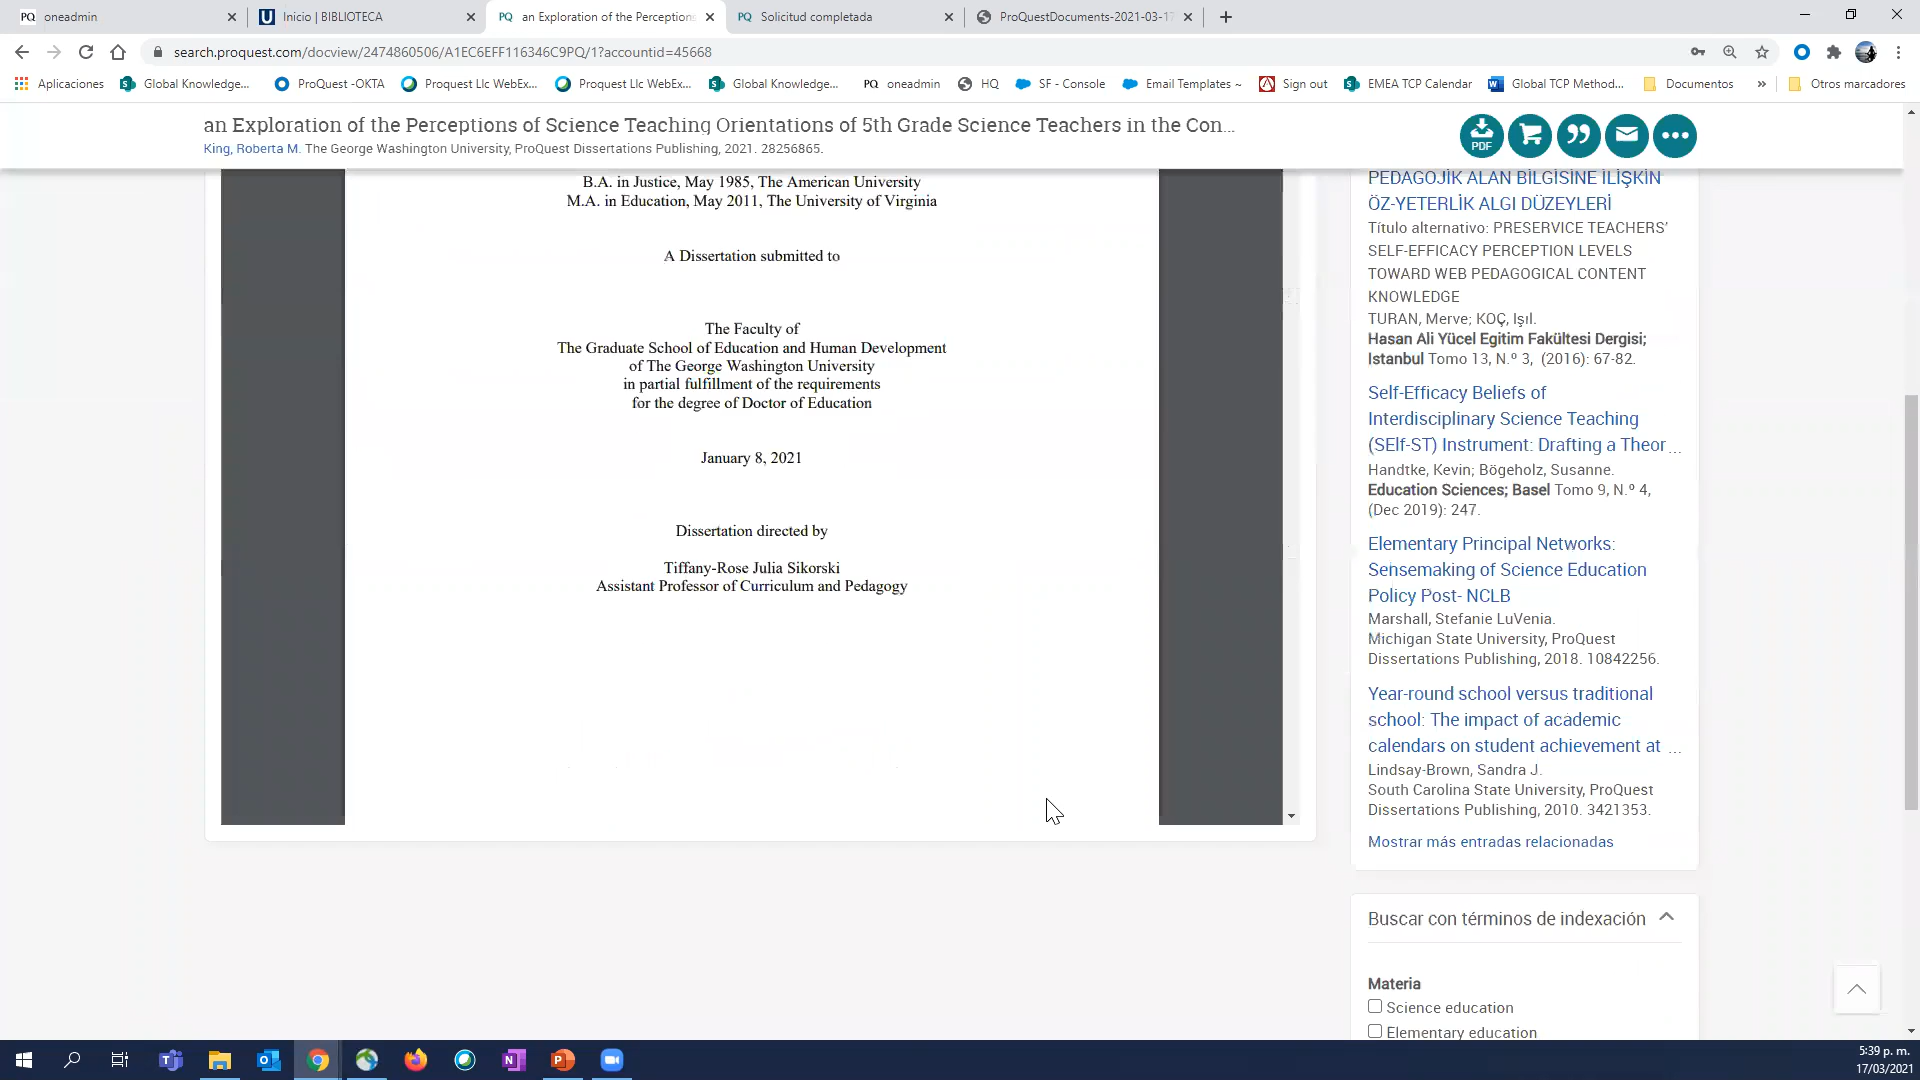 oneadmin
Inicio | BIBLIOTECA
an Exploration of the Perceptions
Solicitud completada
ProQuestDocuments-2021-03-17
search.proquest.com/docview/2474860506/A1EC6EFF116346C9PQ/1?accountid=45668
Aplicaciones
Global Knowledge...
ProQuest -OKTA
Proquest Llc WebEx...
Proquest Llc WebEx...
Global Knowledge...
PQ oneadmin
HQ
SF - Console
Email Templates ~
Sign out
EMEA TCP Calendar
Global TCP Method...
Documentos
»
Otros marcadores
an Exploration of the Perceptions of Science Teaching Orientations of 5th Grade Science Teachers in the Con...
King, Roberta M. The George Washington University, ProQuest Dissertations Publishing, 2021. 28256865.
PDF
B.A. in Justice, May 1985, The American University
M.A. in Education, May 2011, The University of Virginia
A Dissertation submitted to
The Faculty of
The Graduate School of Education and Human Development
of The George Washington University
in partial fulfillment of the requirements
for the degree of Doctor of Education
January 8, 2021
Dissertation directed by
Tiffany-Rose Julia Sikorski
Assistant Professor of Curriculum and Pedagogy
PEDAGOJİK ALAN BİLGİSİNE İLİŞKİN
ÖZ-YETERLİK ALGI DÜZEYLERİ
Título alternativo: PRESERVICE TEACHERS'
SELF-EFFICACY PERCEPTION LEVELS
TOWARD WEB PEDAGOGICAL CONTENT
KNOWLEDGE
TURAN, Merve; KOÇ, Işıl.
Hasan Ali Yücel Egitim Fakültesi Dergisi;
Istanbul Tomo 13, N.º 3, (2016): 67-82.
Self-Efficacy Beliefs of
Interdisciplinary Science Teaching
(SElf-ST) Instrument: Drafting a Theor...
Handtke, Kevin; Bögeholz, Susanne.
Education Sciences; Basel Tomo 9, N.º 4,
(Dec 2019): 247.
Elementary Principal Networks:
Sensemaking of Science Education
Policy Post- NCLB
Marshall, Stefanie LuVenia.
Michigan State University, ProQuest
Dissertations Publishing, 2018. 10842256.
Year-round school versus traditional
school: The impact of academic
calendars on student achievement at ...
Lindsay-Brown, Sandra J.
South Carolina State University, ProQuest
Dissertations Publishing, 2010. 3421353.
Mostrar más entradas relacionadas
Buscar con términos de indexación
Materia
Science education
Elementary education
5:39 p. m.
17/03/2021